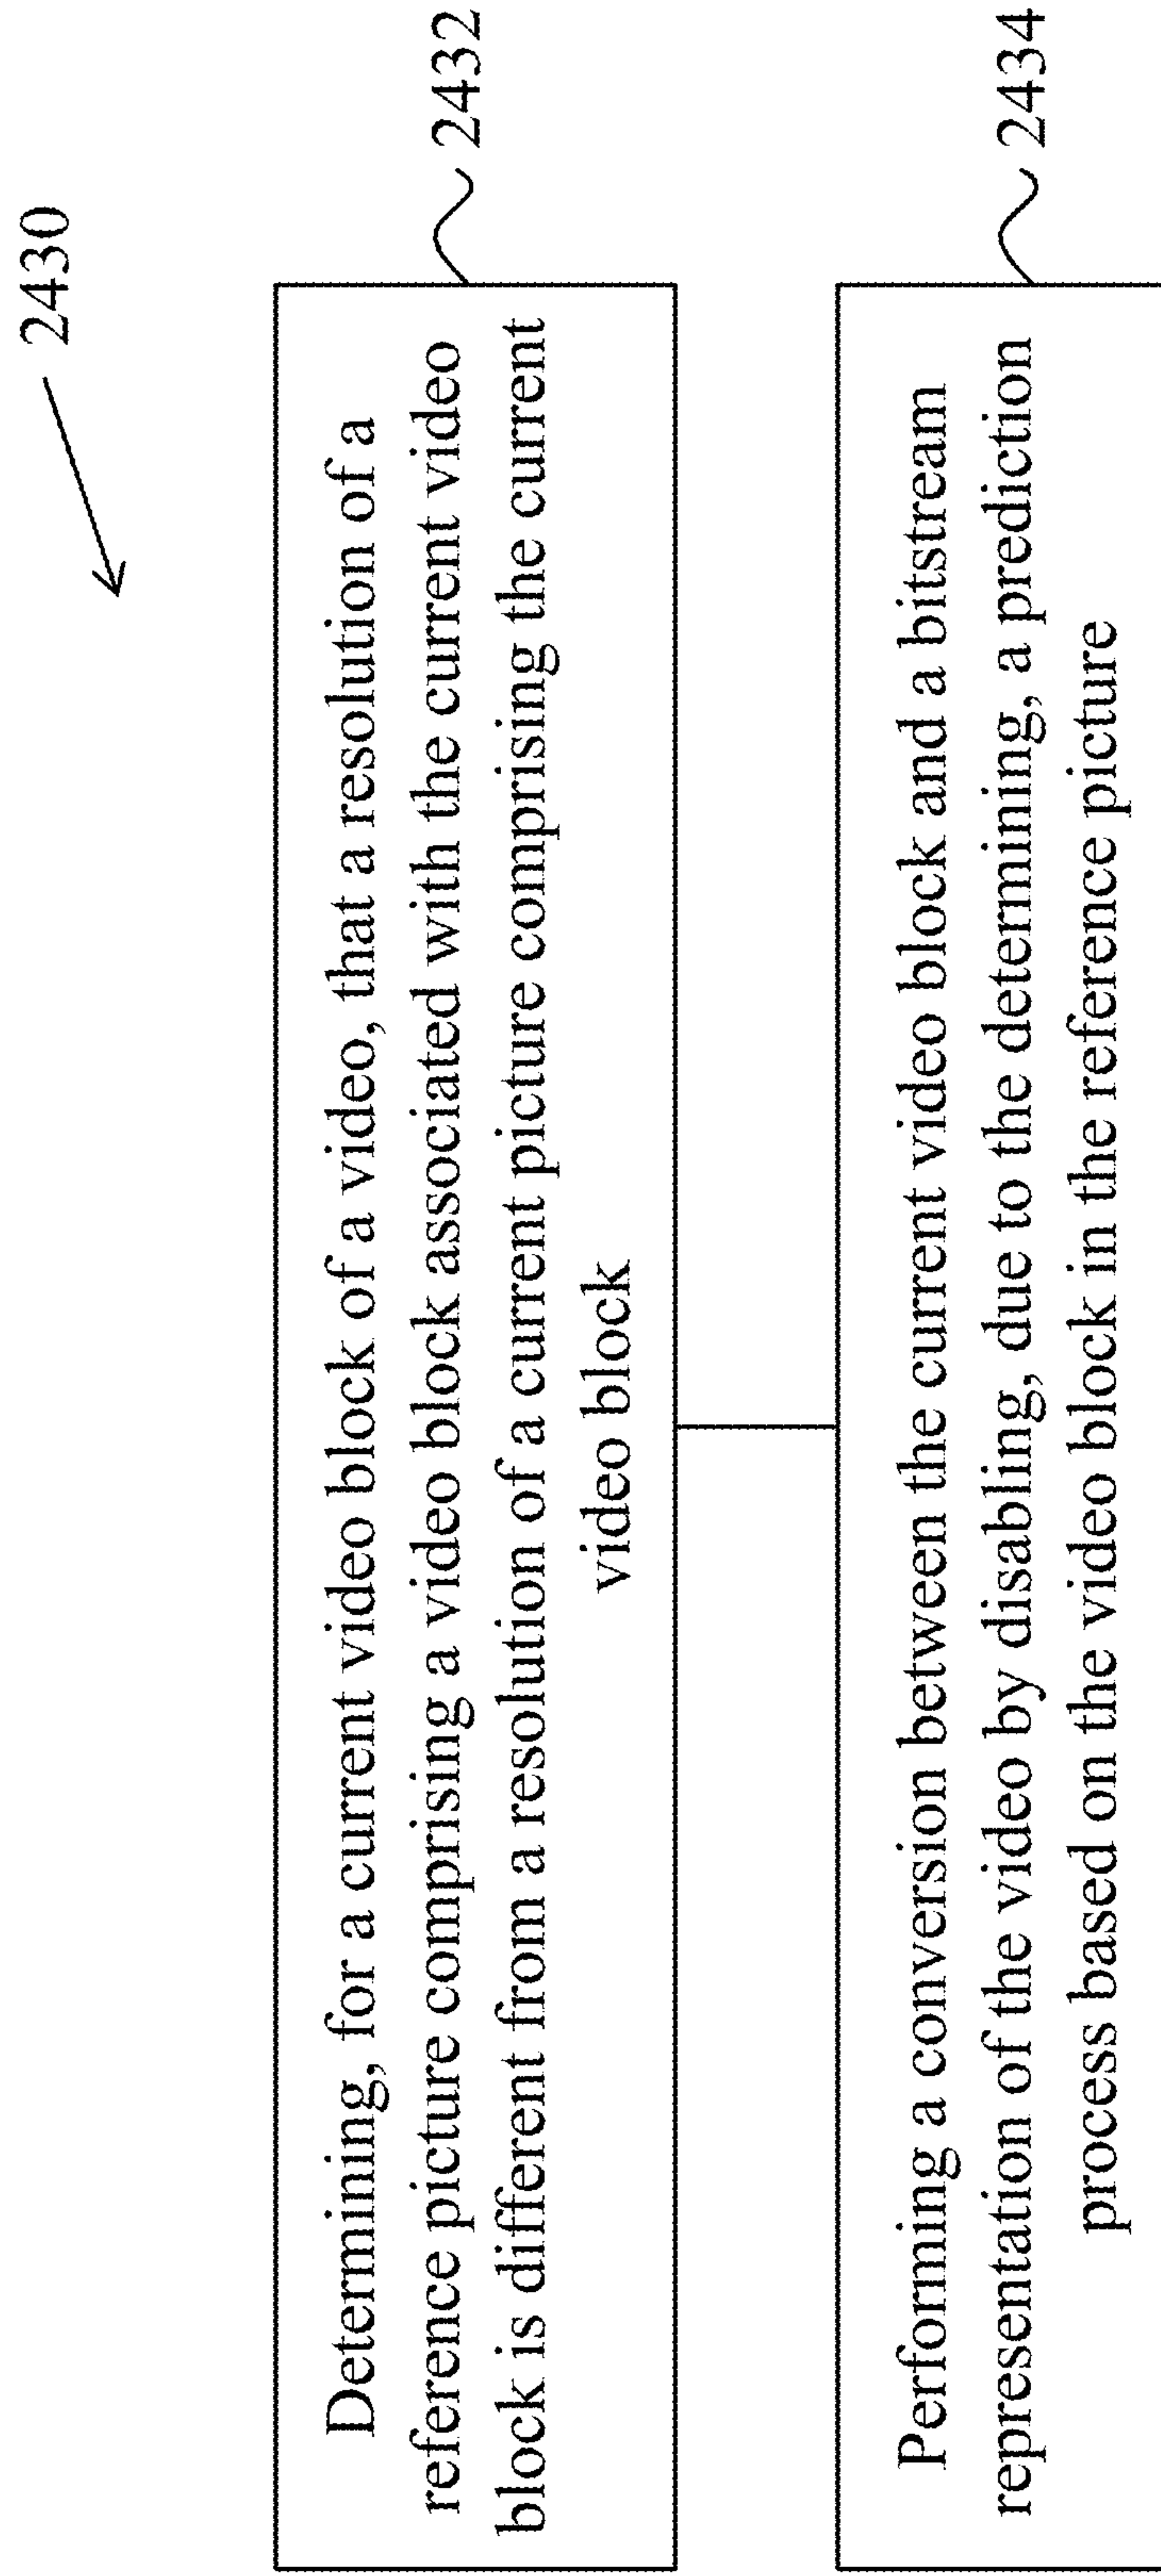 2430
Determining, for a current video block of a video, that a resolution of a
reference picture comprising a video block associated with the current video
block is different from a resolution of a current picture comprising the current
video block
2432
Performing a conversion between the current video block and a bitstream
representation of the video by disabling, due to the determining, a prediction
process based on the video block in the reference picture
2434